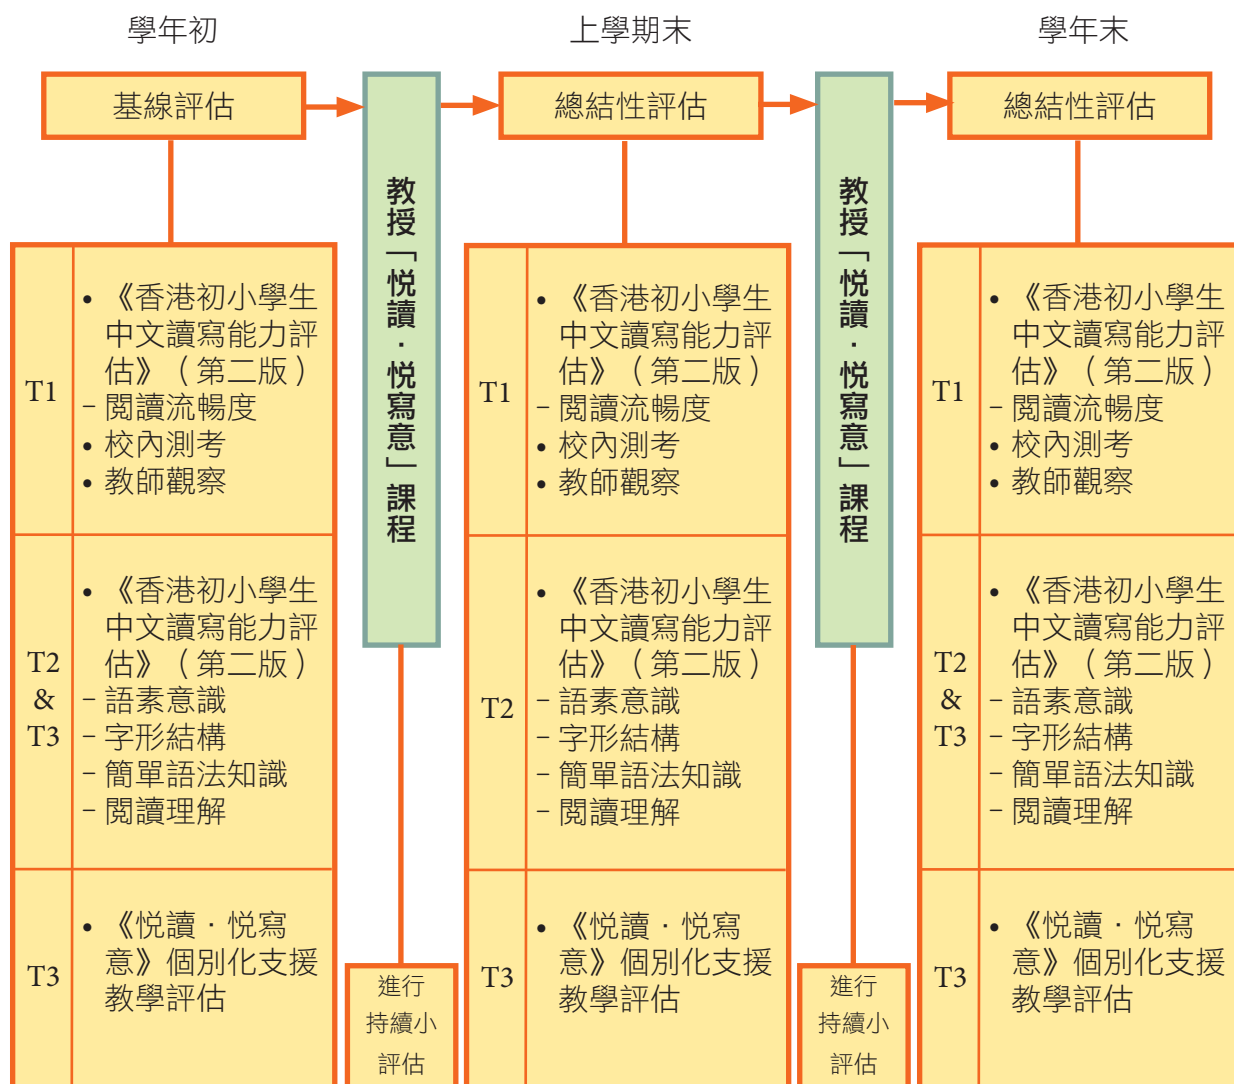 學年初
上學期末
學年末
基線評估
總結性評估
總結性評估
教授「悅讀．悅寫意」課程
教授「悅讀．悅寫意」課程
T1
• 《香港初小學生
中文讀寫能力評
估》（第二版）
– 閱讀流暢度
• 校內測考
• 教師觀察
T2
&
T3
• 《香港初小學生
中文讀寫能力評
估》（第二版）
– 語素意識
– 字形結構
– 簡單語法知識
– 閱讀理解
T3
• 《悅讀．悅寫
意》個別化支援
教學評估
進行
持續小
評估
T1
• 《香港初小學生
中文讀寫能力評
估》（第二版）
– 閱讀流暢度
• 校內測考
• 教師觀察
T2
• 《香港初小學生
中文讀寫能力評
估》（第二版）
– 語素意識
– 字形結構
– 簡單語法知識
– 閱讀理解
T3
• 《悅讀．悅寫
意》個別化支援
教學評估
進行
持續小
評估
T1
• 《香港初小學生
中文讀寫能力評
估》（第二版）
– 閱讀流暢度
• 校內測考
• 教師觀察
T2
&
T3
• 《香港初小學生
中文讀寫能力評
估》（第二版）
– 語素意識
– 字形結構
– 簡單語法知識
– 閱讀理解
T3
• 《悅讀．悅寫
意》個別化支援
教學評估